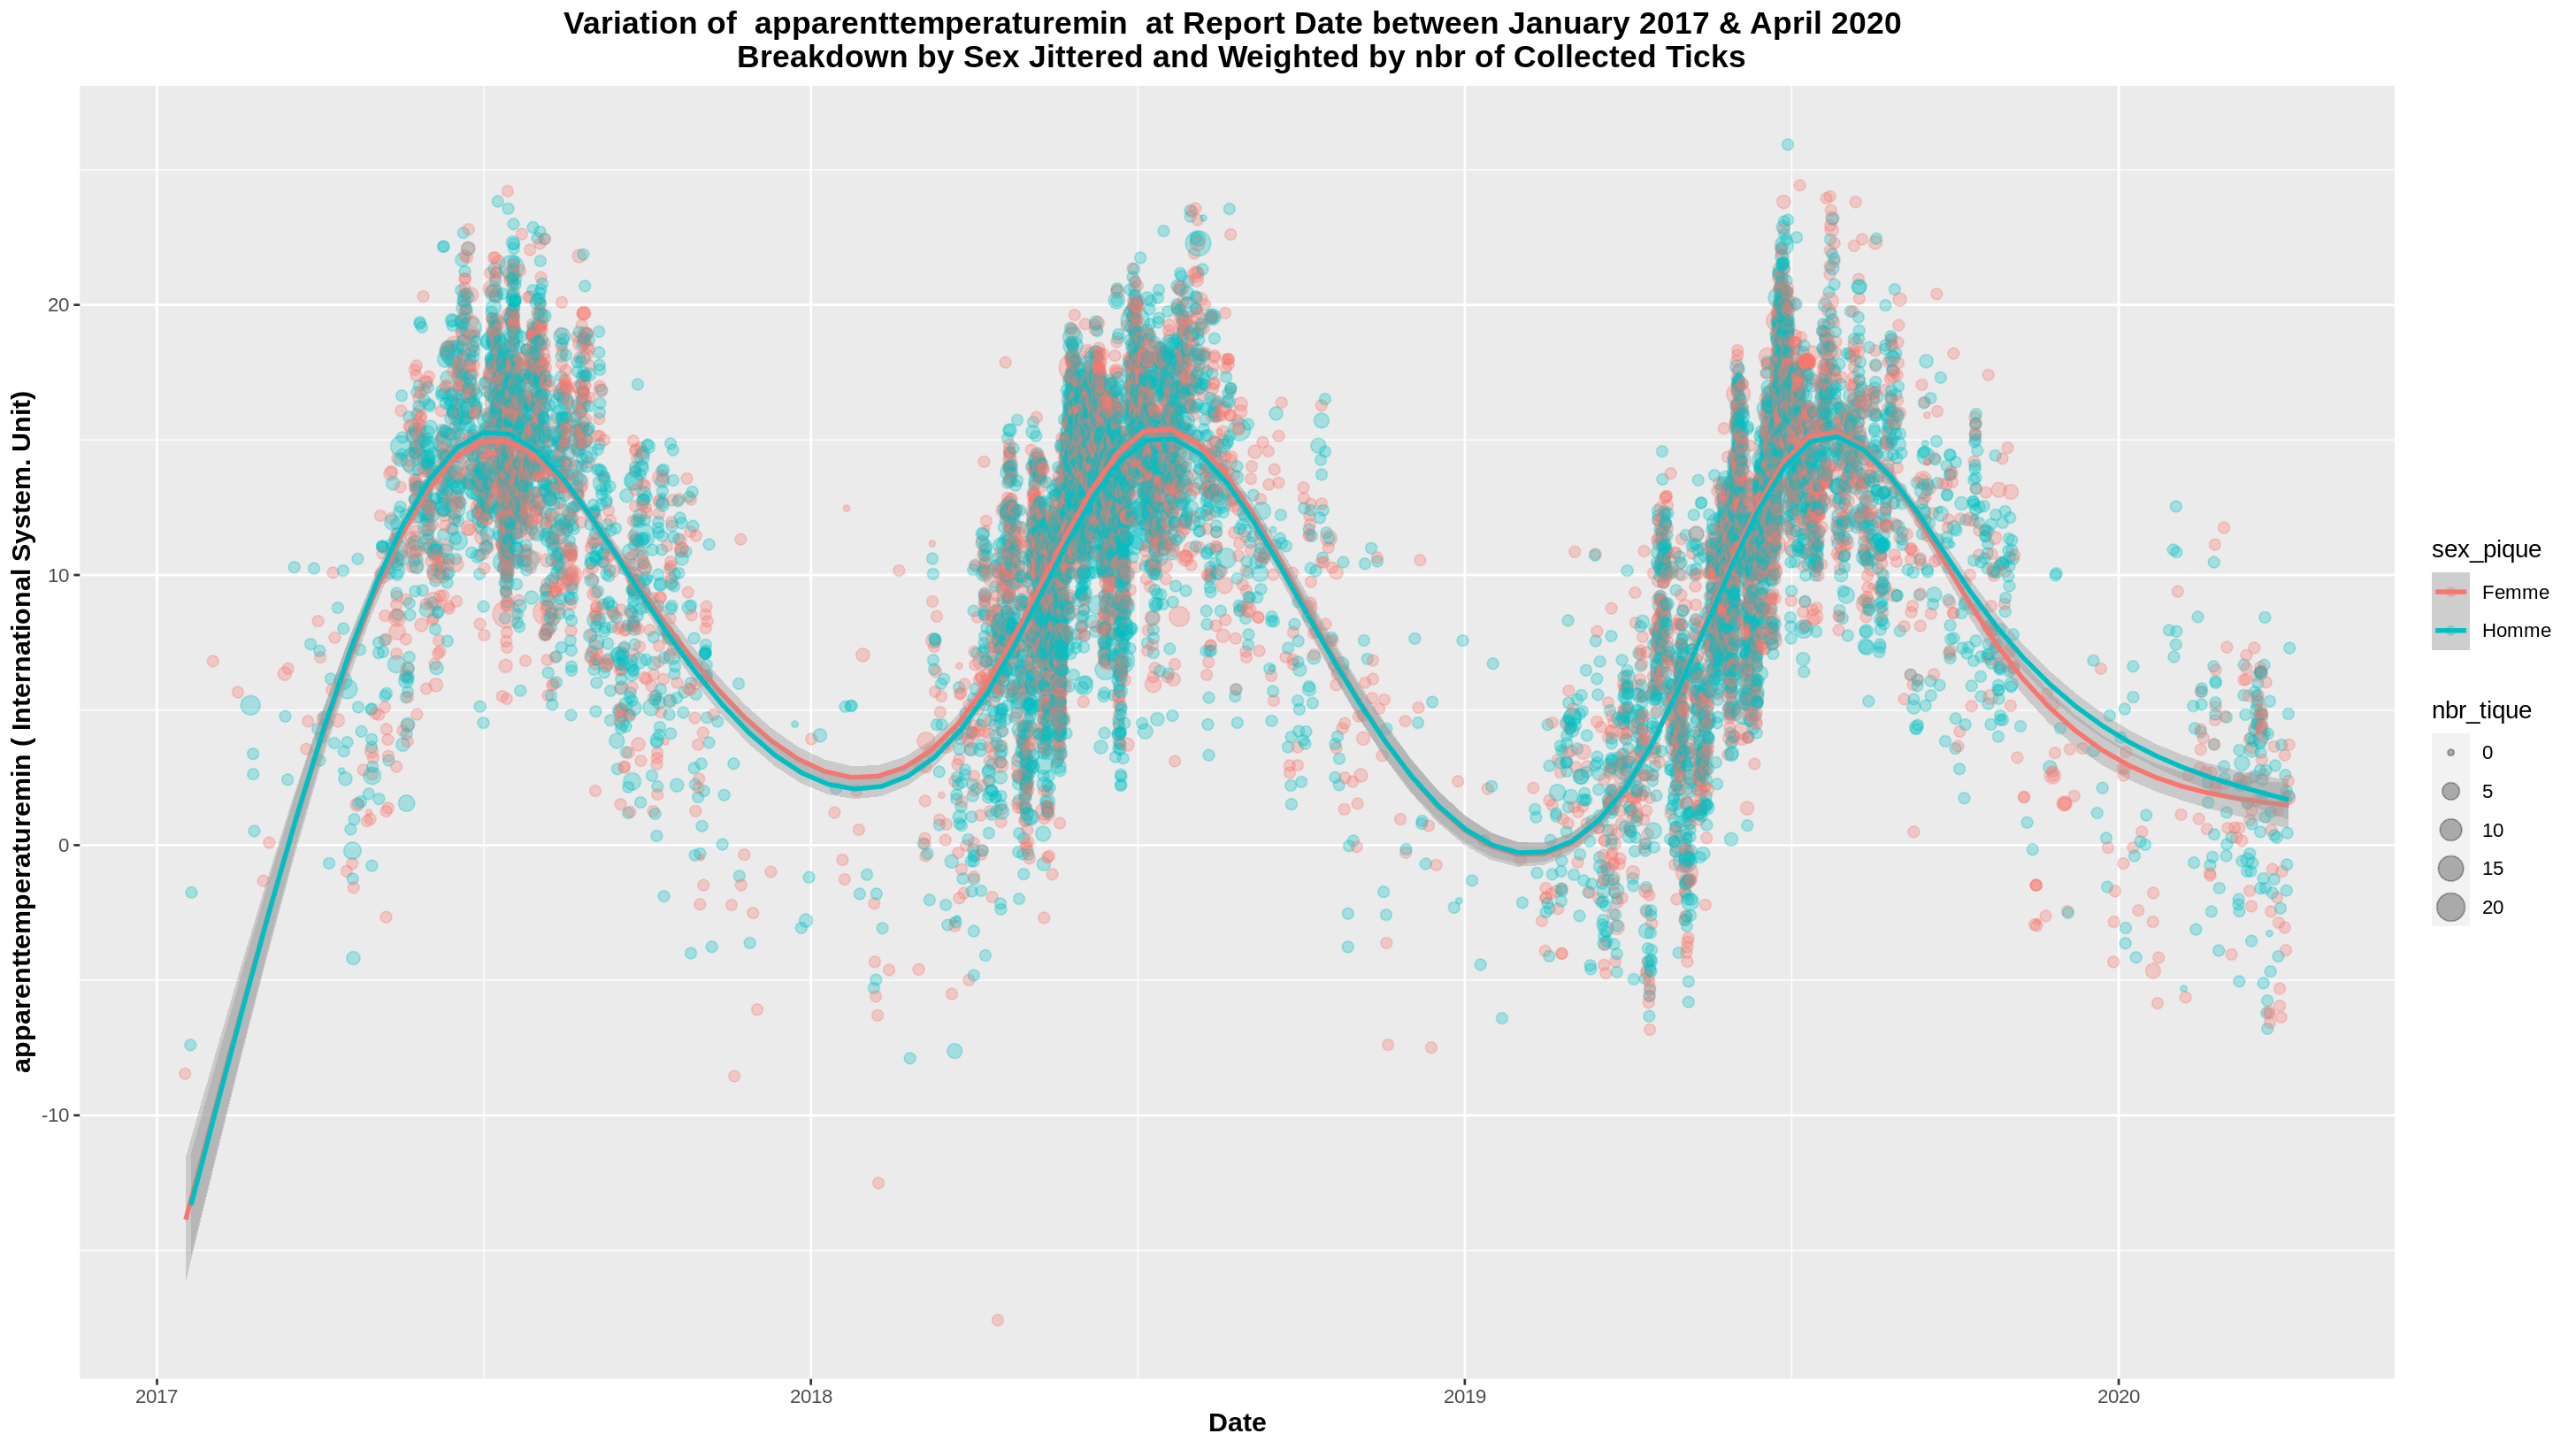 Variation of  apparenttemperaturemin  at Report Date between January 2017 & April 2020
Breakdown by Sex Jittered and Weighted by nbr of Collected Ticks
apparenttemperaturemin ( International System. Unit)
20
10
0
-10
2017
2018
2019
2020
Date
sex_pique
Femme
Homme
nbr_tique
0
5
10
15
20